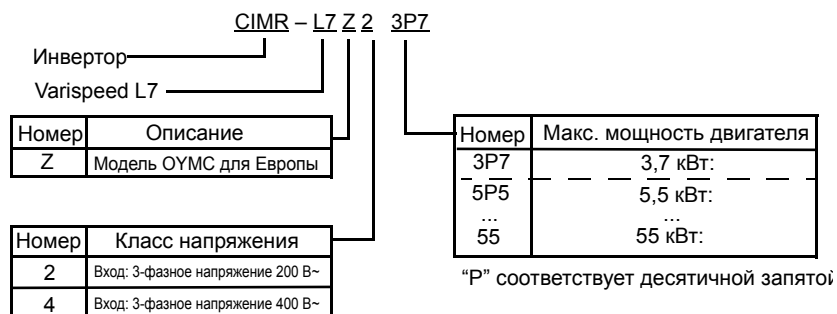 CIMR – L7 Z 2 3P7
Инвертор
Varispeed L7
Номер Описание
Z Модель OYMC для Европы
Номер Класс напряжения
2 Вход: 3-фазное напряжение 200 В~
4 Вход: 3-фазное напряжение 400 В~
Номер Макс. мощность двигателя
3P7 3,7 кВт:
5P5 5,5 кВт:
... ...
55 55 кВт:
“P” соответствует десятичной запятой